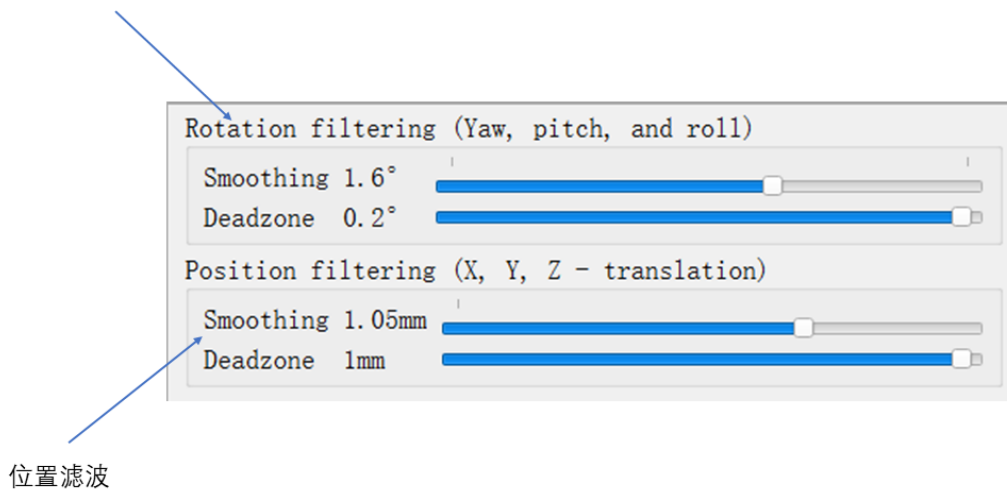 Rotation filtering (Yaw, pitch, and roll)
Smoothing 1.6°
Deadzone 0.2°
Position filtering (X, Y, Z - translation)
Smoothing 1.05mm
Deadzone 1mm
位置滤波